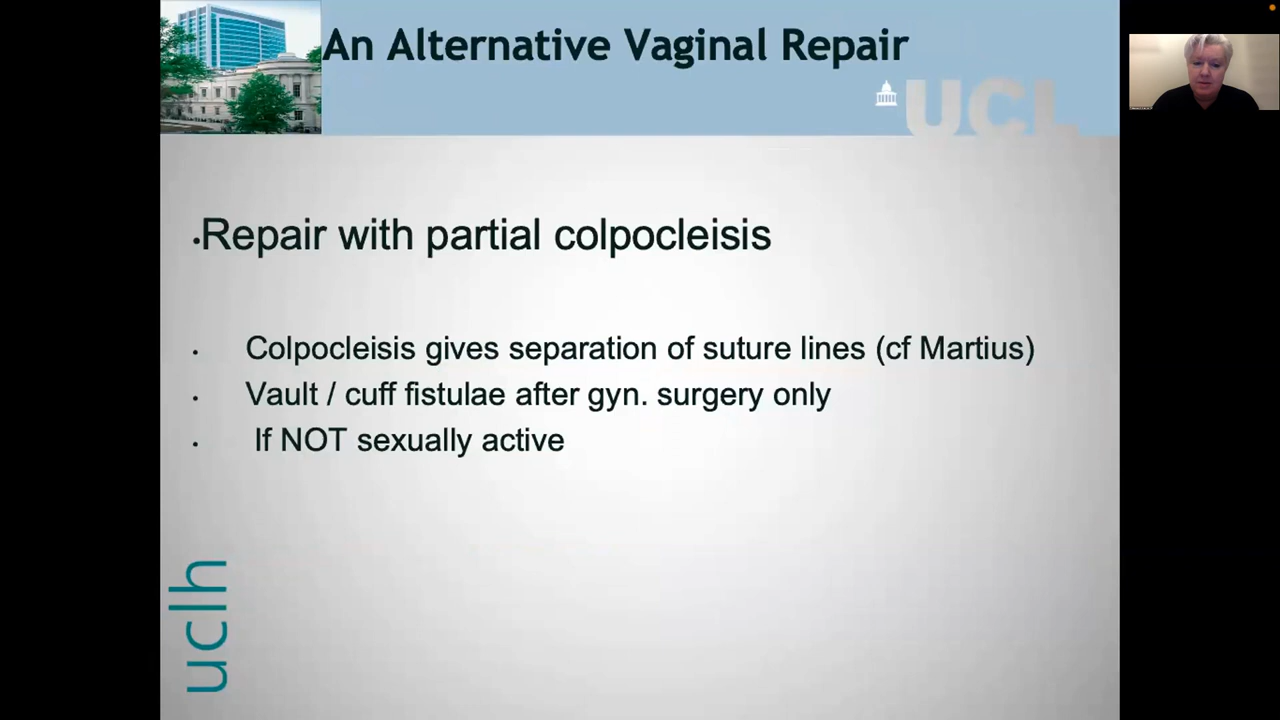 An Alternative Vaginal Repair
UCL
•Repair with partial colpocleisis
• Colpocleisis gives separation of suture lines (cf Martius)
• Vault / cuff fistulae after gyn. surgery only
• If NOT sexually active
uclh